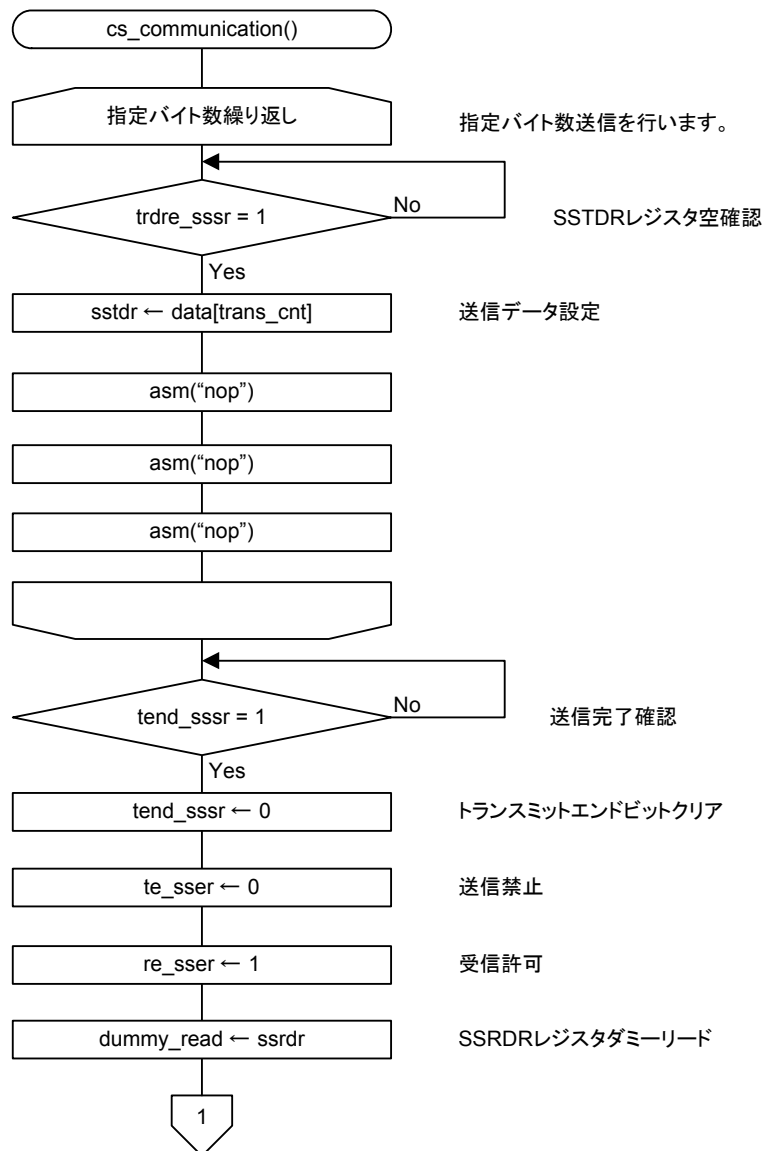 cs_communication()
指定バイト数繰り返し
指定バイト数送信を行います。
trdre_sssr = 1
No
SSTDRレジスタ空確認
Yes
sstdr ← data[trans_cnt]
送信データ設定
asm(“nop”)
asm(“nop”)
asm(“nop”)
tend_sssr = 1
No
送信完了確認
Yes
tend_sssr ← 0
トランスミットエンドビットクリア
te_sser ← 0
送信禁止
re_sser ← 1
受信許可
dummy_read ← ssrdr
SSRDRレジスタダミーリード
1